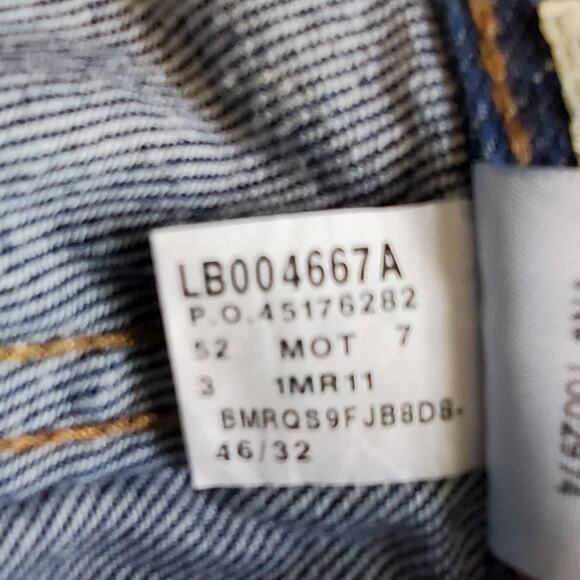 LB004667A
P.O.45176282
52 MOT 7
3 1MR11
BMRQS9FJB8D8-
46/32